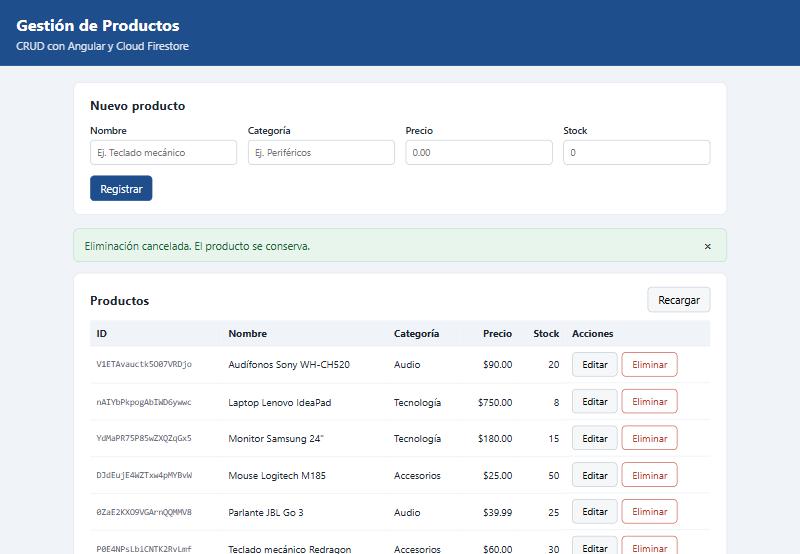 Gestión de Productos
CRUD con Angular y Cloud Firestore
Nuevo producto
Nombre Categoría Precio Stock
Ej. Teclado mecánico Ej. Periféricos 0.00 0
Registrar
Eliminación cancelada. El producto se conserva. ×
Productos Recargar
ID Nombre Categoría Precio Stock Acciones
V1ETAvauctk5O07VRDjo Audífonos Sony WH-CH520 Audio $90.00 20 Editar Eliminar
nAIYbPkpogAbIWD6ywwc Laptop Lenovo IdeaPad Tecnología $750.00 8 Editar Eliminar
YdMaPR75P85wZXQZqGx5 Monitor Samsung 24" Tecnología $180.00 15 Editar Eliminar
DJdEujE4WZTxw4pMYBvW Mouse Logitech M185 Accesorios $25.00 50 Editar Eliminar
0ZaE2KXO9VGArnQQMMV8 Parlante JBL Go 3 Audio $39.99 25 Editar Eliminar
P0E4NPsLbiCNTK2RvLmf Teclado mecánico Redragon Accesorios $60.00 30 Editar Eliminar